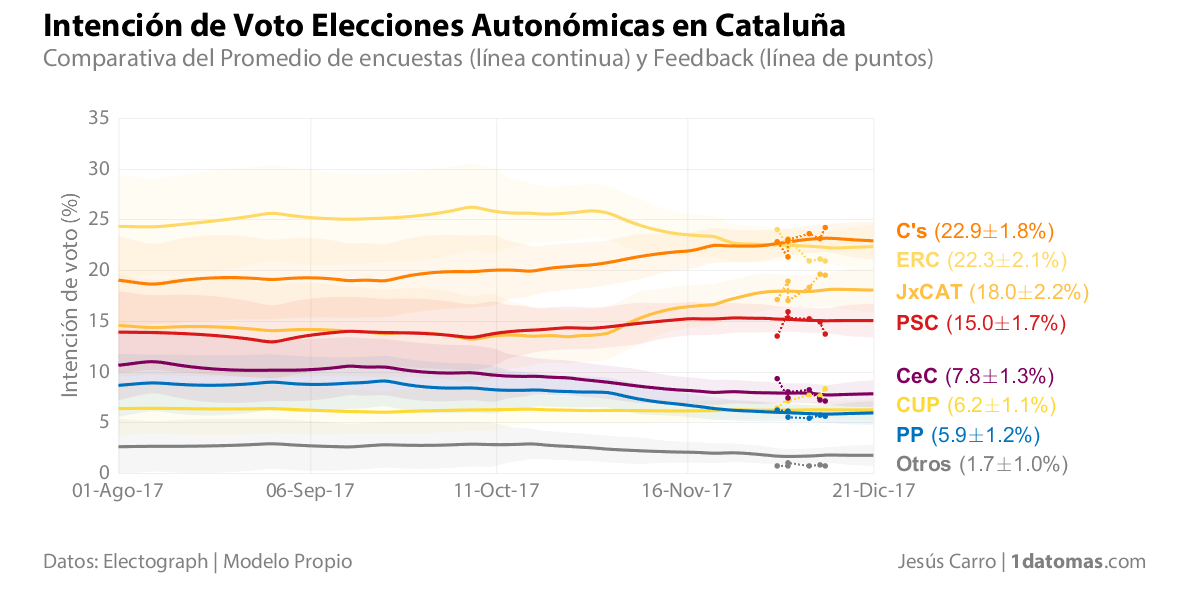 Intención de Voto Elecciones Autonómicas en Cataluña
Comparativa del Promedio de encuestas (línea continua) y Feedback (línea de puntos)
Intención de voto (%)
35
30
25
20
15
10
5
0
01-Ago-17
06-Sep-17
11-Oct-17
16-Nov-17
21-Dic-17
C's (22.9±1.8%)
ERC (22.3±2.1%)
JxCAT (18.0±2.2%)
PSC (15.0±1.7%)
CeC (7.8±1.3%)
CUP (6.2±1.1%)
PP (5.9±1.2%)
Otros (1.7±1.0%)
Datos: Electograph | Modelo Propio
Jesús Carro | 1datomas.com